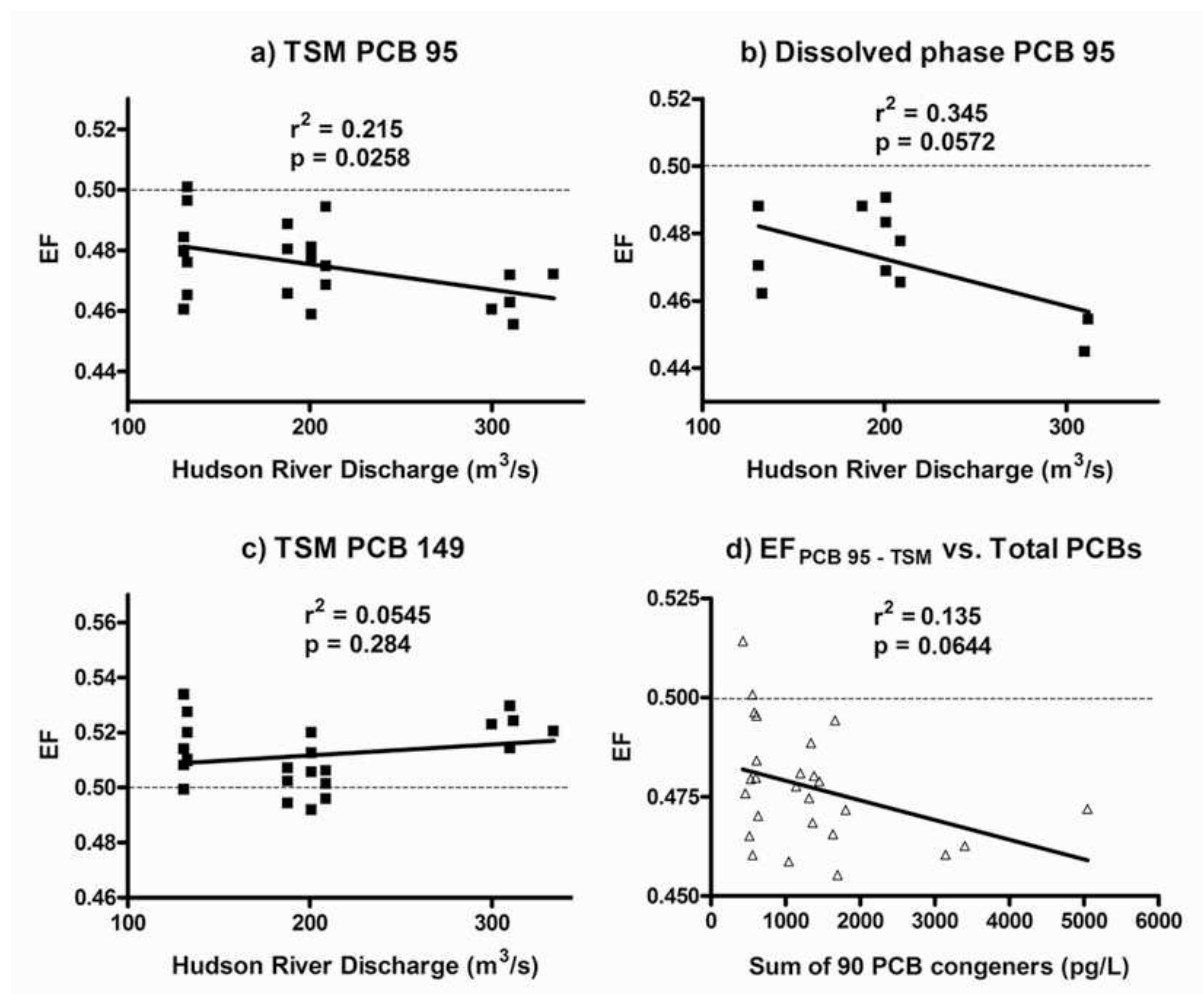 a) TSM PCB 95
r² = 0.215
p = 0.0258
0.52
0.50
0.48
0.46
0.44
EF
100 200 300
Hudson River Discharge (m³/s)
b) Dissolved phase PCB 95
r² = 0.345
p = 0.0572
0.52
0.50
0.48
0.46
0.44
EF
100 200 300
Hudson River Discharge (m³/s)
c) TSM PCB 149
r² = 0.0545
p = 0.284
0.56
0.54
0.52
0.50
0.48
0.46
EF
100 200 300
Hudson River Discharge (m³/s)
d) EF PCB 95 - TSM vs. Total PCBs
r² = 0.135
p = 0.0644
0.525
0.500
0.475
0.450
EF
0 1000 2000 3000 4000 5000 6000
Sum of 90 PCB congeners (pg/L)